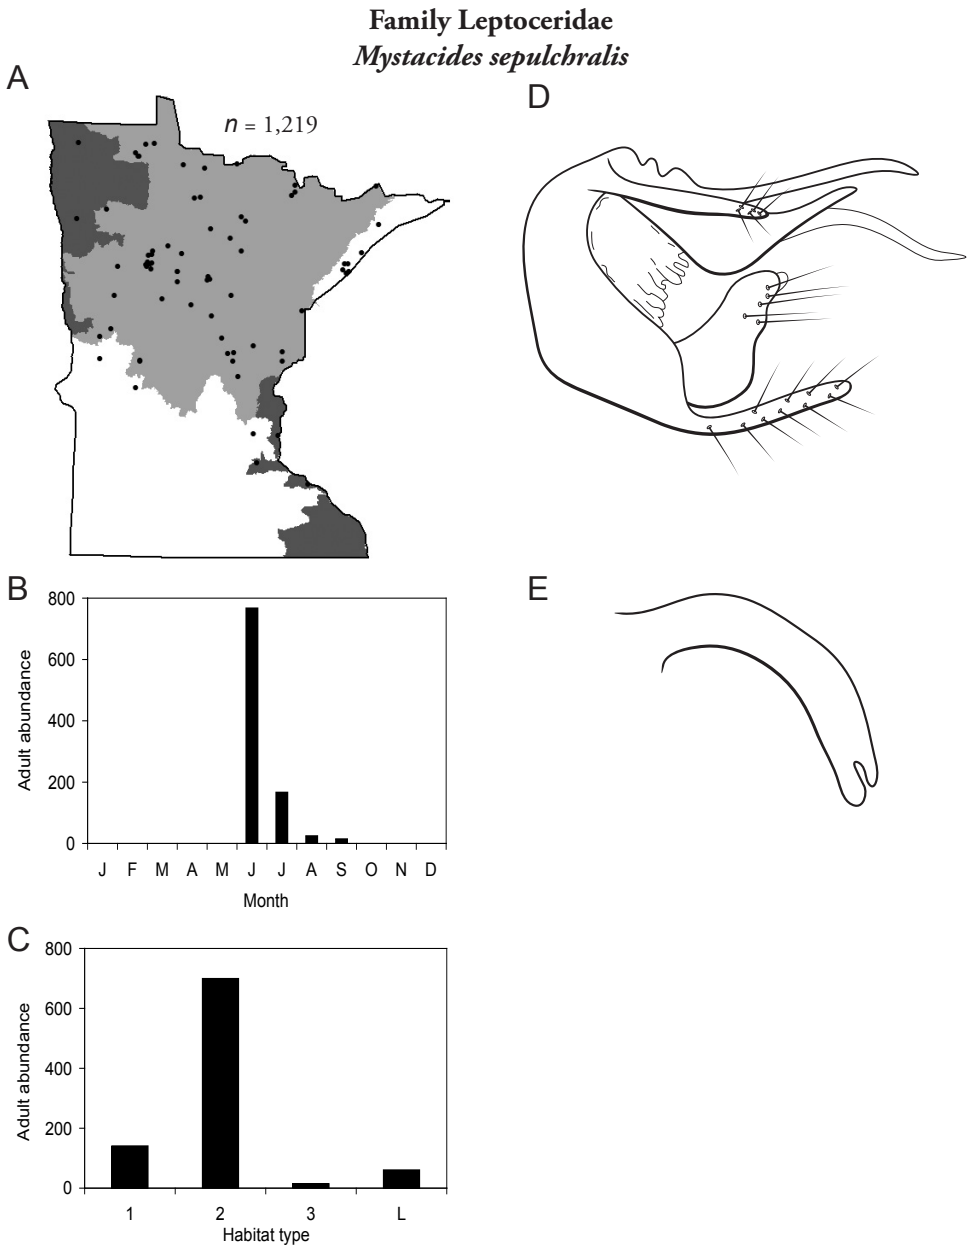 Family Leptoceridae
Mystacides sepulchralis
A
n = 1,219
D
B
800
600
400
200
0
Adult abundance
J F M A M J J A S O N D
Month
E
C
800
600
400
200
0
Adult abundance
1 2 3 L
Habitat type